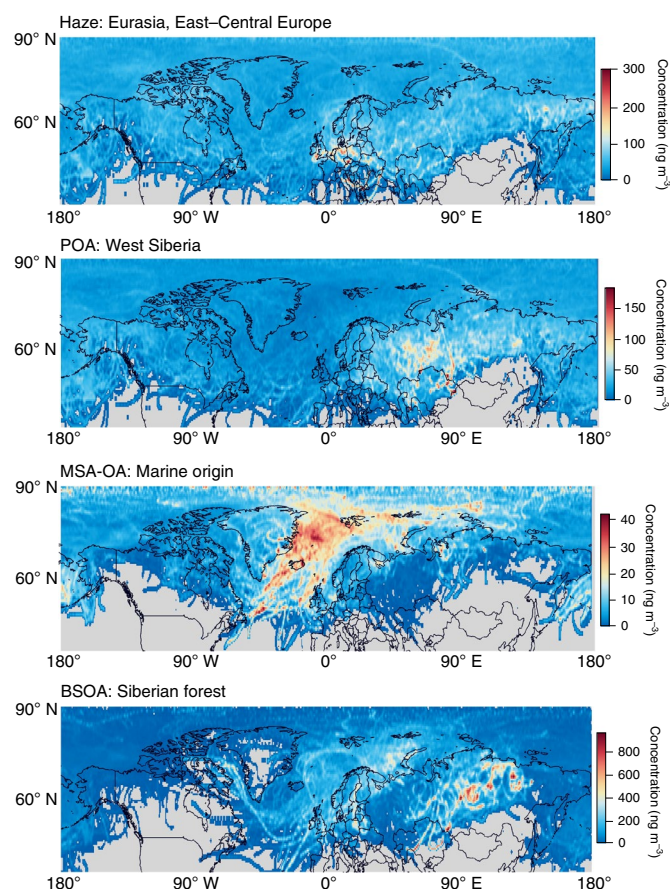 Haze: Eurasia, East–Central Europe
90° N
60° N
180°
90° W
0°
90° E
180°
300
200
100
0
Concentration (ng m⁻³)
POA: West Siberia
90° N
60° N
180°
90° W
0°
90° E
180°
150
100
50
0
Concentration (ng m⁻³)
MSA-OA: Marine origin
90° N
60° N
180°
90° W
0°
90° E
180°
40
30
20
10
0
Concentration (ng m⁻³)
BSOA: Siberian forest
90° N
60° N
180°
90° W
0°
90° E
180°
800
600
400
200
0
Concentration (ng m⁻³)